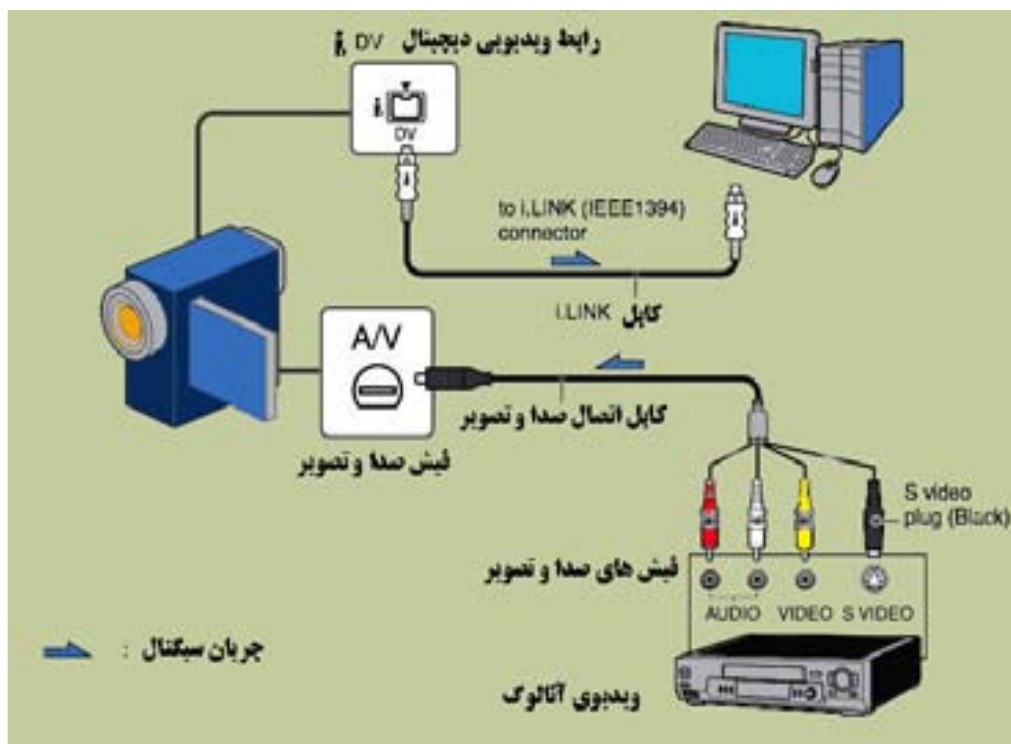 رابط ویدیویی دیجیتال i DV
i DV
to i.LINK (IEEE1394)
connector
کابل i.LINK
A/V
کابل اتصال صدا و تصویر
فیش صدا و تصویر
S video
plug (Black)
فیش های صدا و تصویر
AUDIO VIDEO S VIDEO
جریان سیگنال :
ویدیوی آنالوگ